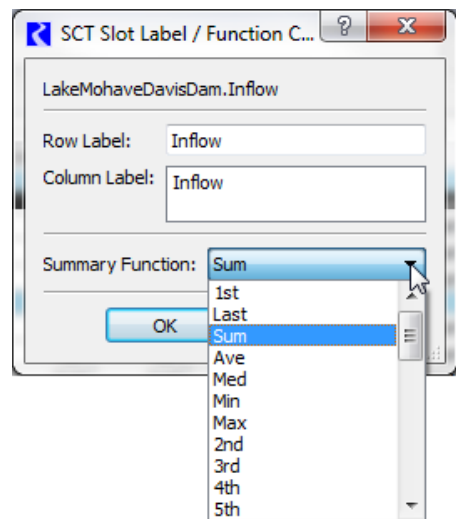 SCT Slot Label / Function C...
LakeMohaveDavisDam.Inflow
Row Label: Inflow
Column Label: Inflow
Summary Function: Sum
OK
1st
Last
Sum
Ave
Med
Min
Max
2nd
3rd
4th
5th